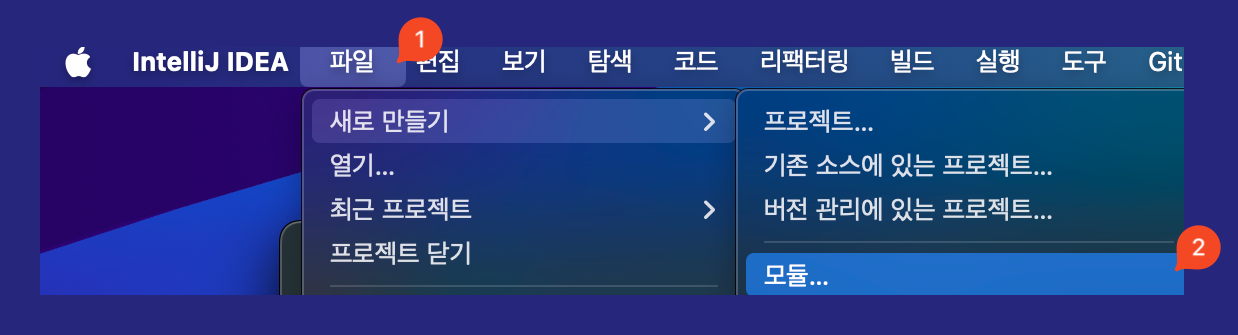 IntelliJ IDEA 파일 1 편집 보기 탐색 코드 리팩터링 빌드 실행 도구 Git
새로 만들기
열기...
최근 프로젝트
프로젝트 닫기
프로젝트...
기존 소스에 있는 프로젝트...
버전 관리에 있는 프로젝트...
모듈... 2